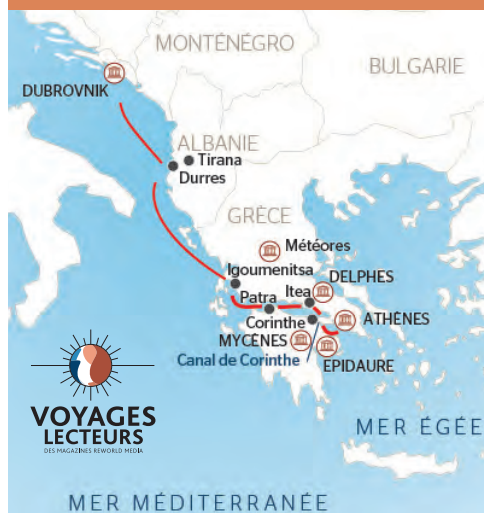 MONTÉNÉGRO
BULGARIE
DUBROVNIK
ALBANIE
Tirana
Durres
GRÈCE
Météores
Igoumenitsa
DELPHES
Patra
Itea
Corinthe
ATHÈNES
MYCÈNES
Canal de Corinthe
EPIDAURE
VOYAGES
LECTEURS
DES MAGAZINES REWORLD MEDIA
MER ÉGÉE
MER MÉDITERRANÉE